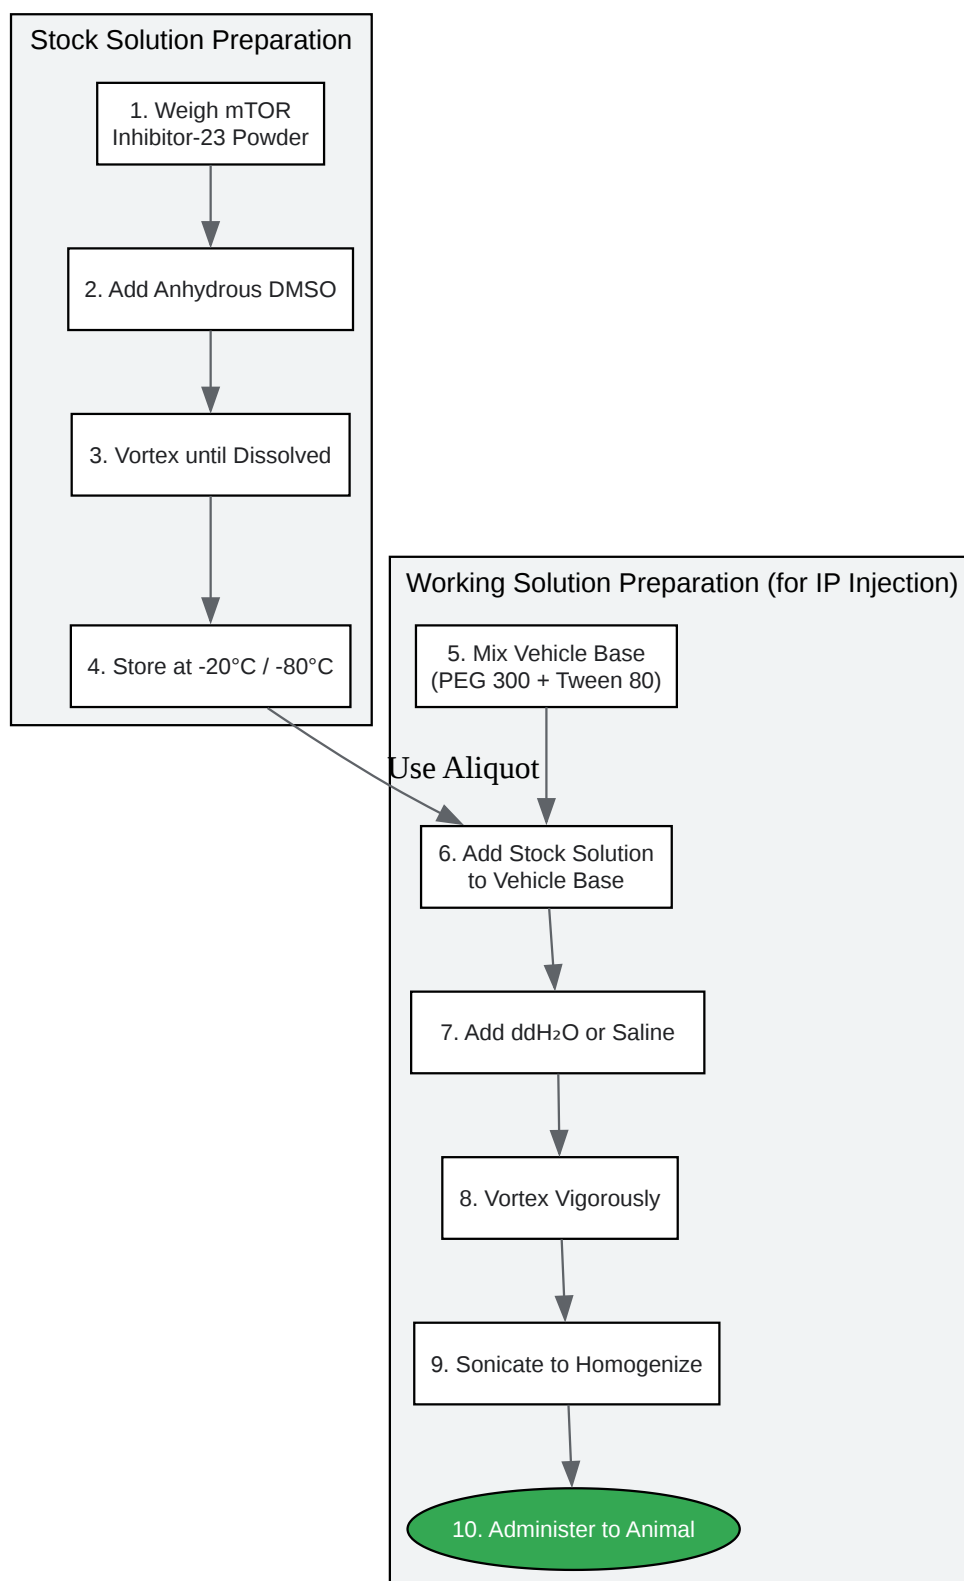 Stock Solution Preparation
1. Weigh mTOR
Inhibitor-23 Powder
2. Add Anhydrous DMSO
3. Vortex until Dissolved
4. Store at -20°C / -80°C
Use Aliquot
Working Solution Preparation (for IP Injection)
5. Mix Vehicle Base
(PEG 300 + Tween 80)
6. Add Stock Solution
to Vehicle Base
7. Add ddH₂O or Saline
8. Vortex Vigorously
9. Sonicate to Homogenize
10. Administer to Animal